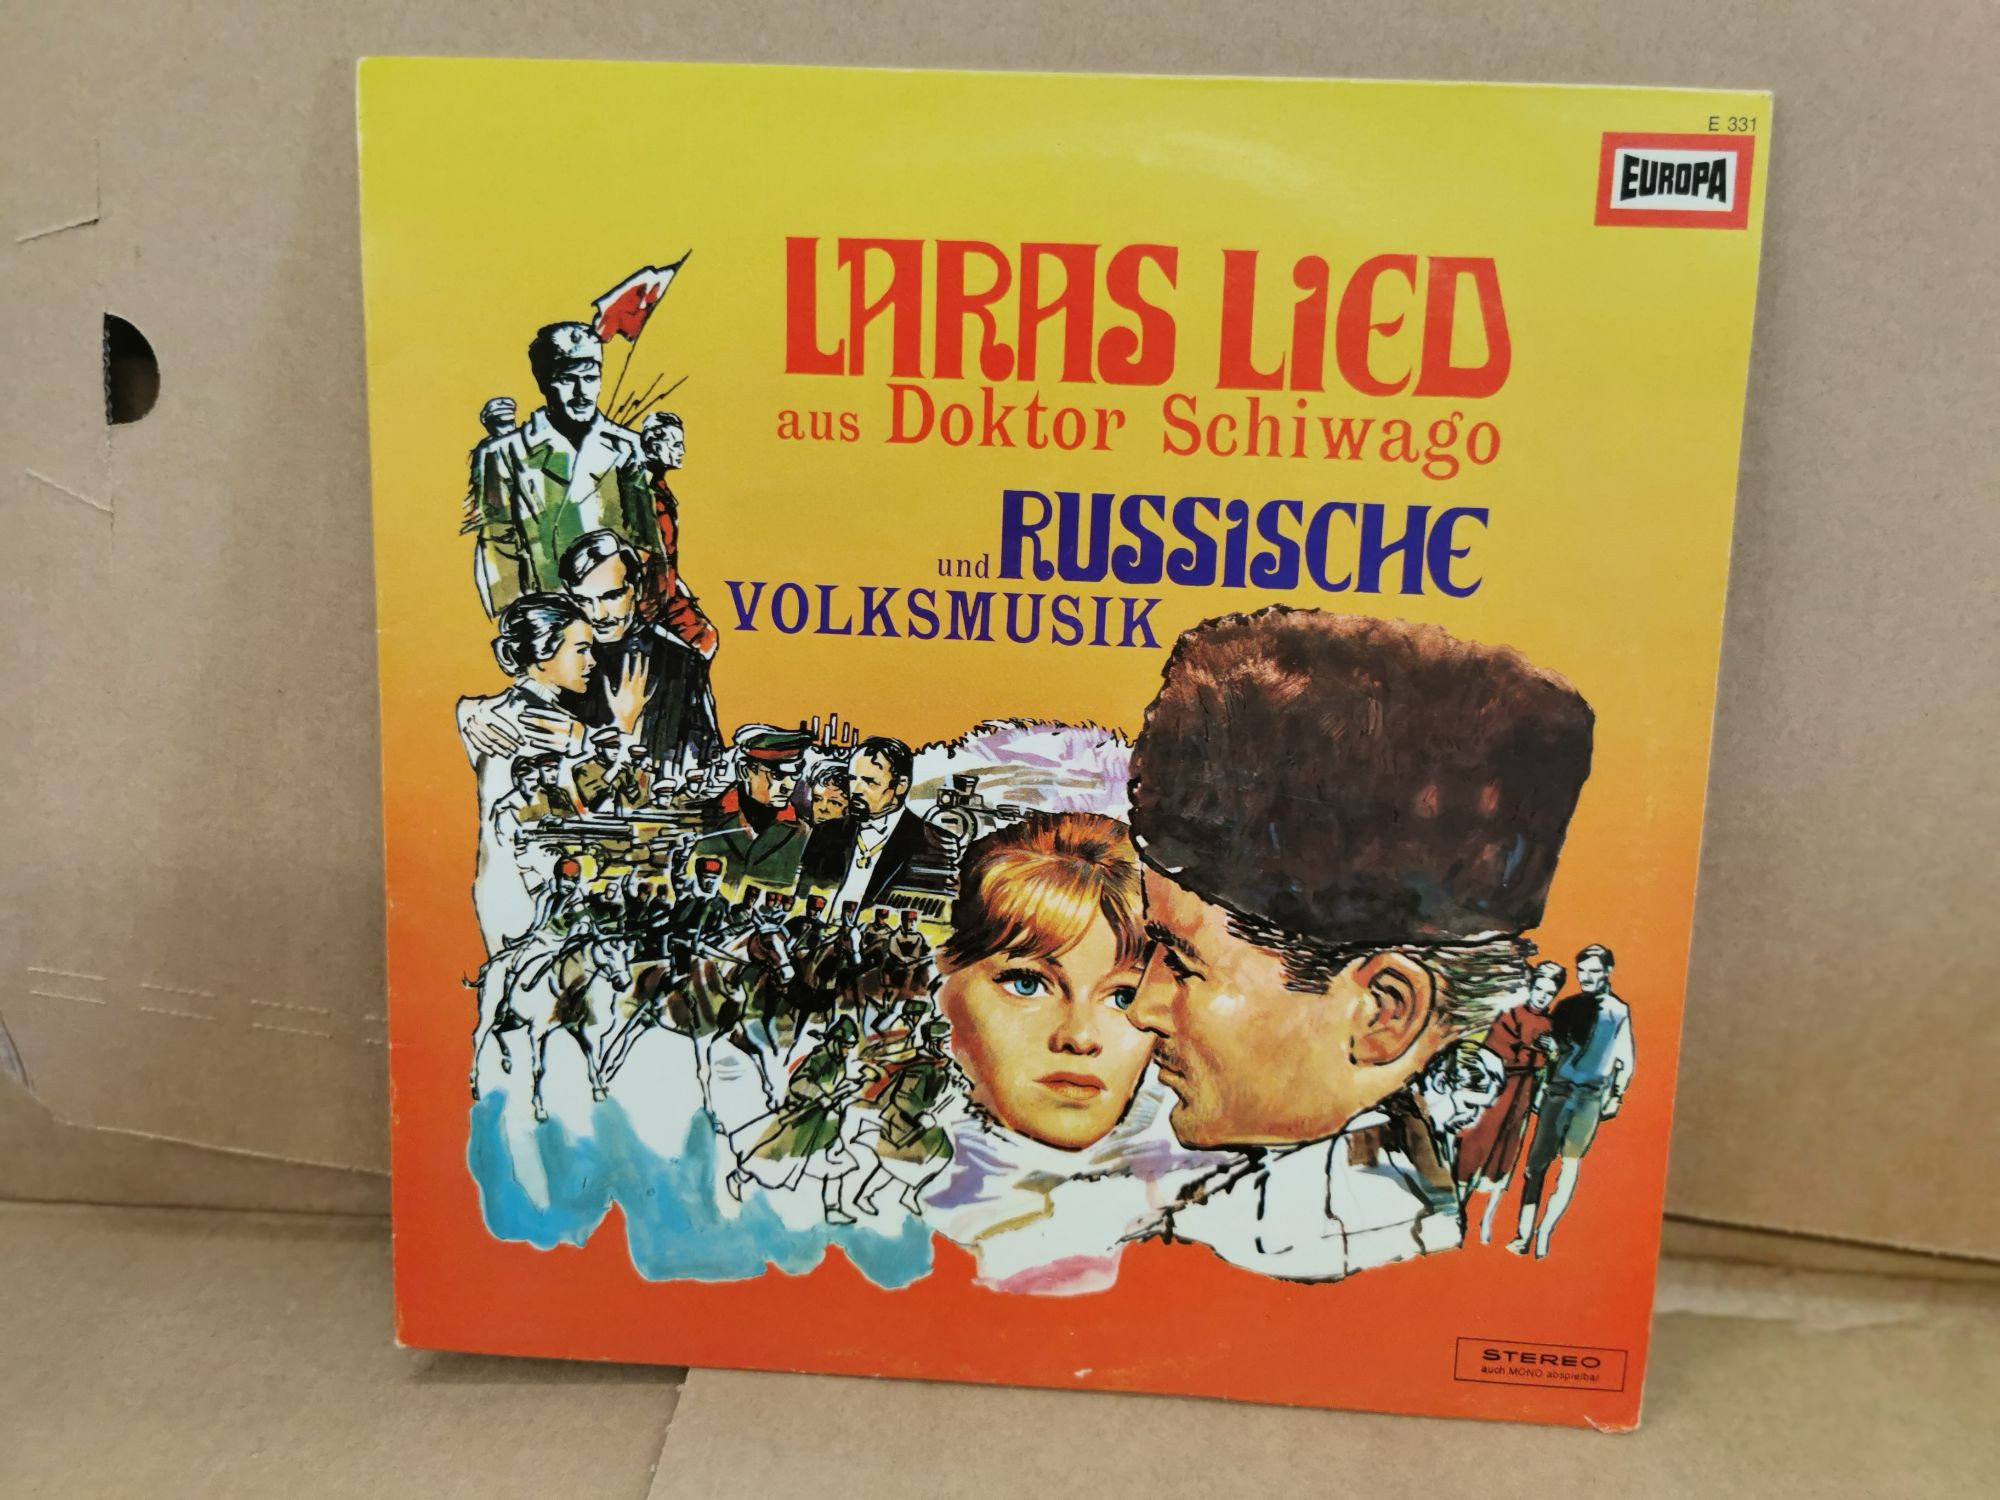 E 331
EUROPA
LARAS LiED
aus Doktor Schiwago
und RUSSiSCHE
VOLKSMUSIK
STEREO
auch MONO abspielbar